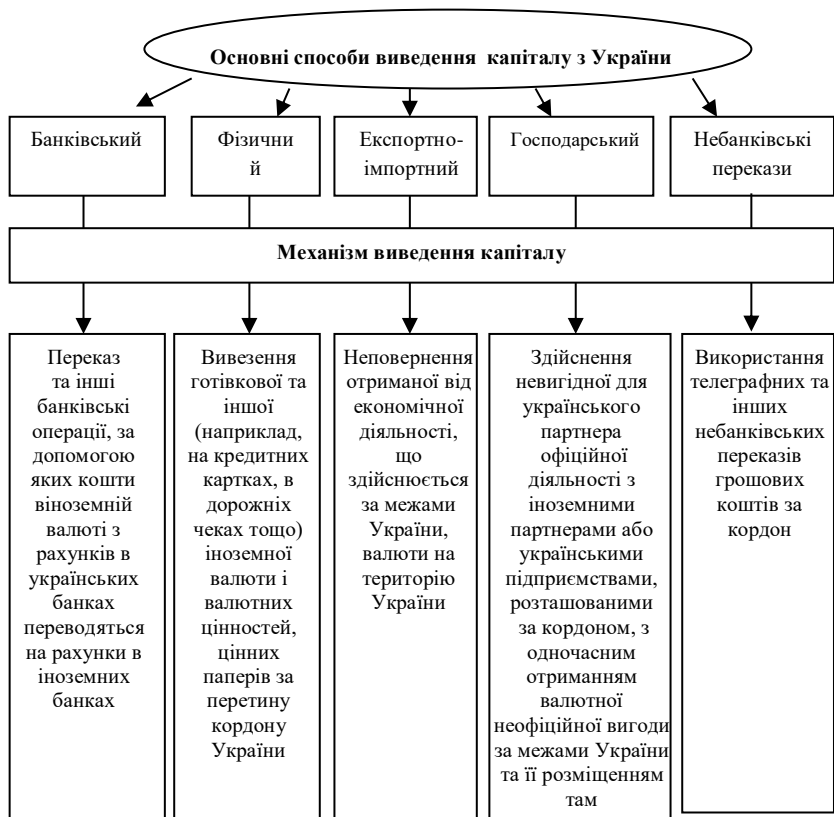 Основні способи виведення капіталу з України
Банківський
Фізични
й
Експортно-
імпортний
Господарський
Небанківські
перекази
Механізм виведення капіталу
Переказ
та інші
банківські
операції, за
допомогою
яких кошти
віноземній
валюті з
рахунків в
українських
банках
переводяться
на рахунки в
іноземних
банках
Вивезення
готівкової та
іншої
(наприклад,
на кредитних
картках, в
дорожніх
чеках тощо)
іноземної
валюти і
валютних
цінностей,
цінних
паперів за
перетину
кордону
України
Неповернення
отриманої від
економічної
діяльності,
що
здійснюється
за межами
України,
валюти на
територію
України
Здійснення
невигідної для
українського
партнера
офіційної
діяльності з
іноземними
партнерами або
українськими
підприємствами,
розташованими
за кордоном, з
одночасним
отриманням
валютної
неофіційної вигоди
за межами України
та її розміщенням
там
Використання
телеграфних та
інших
небанківських
переказів
грошових
коштів за
кордон